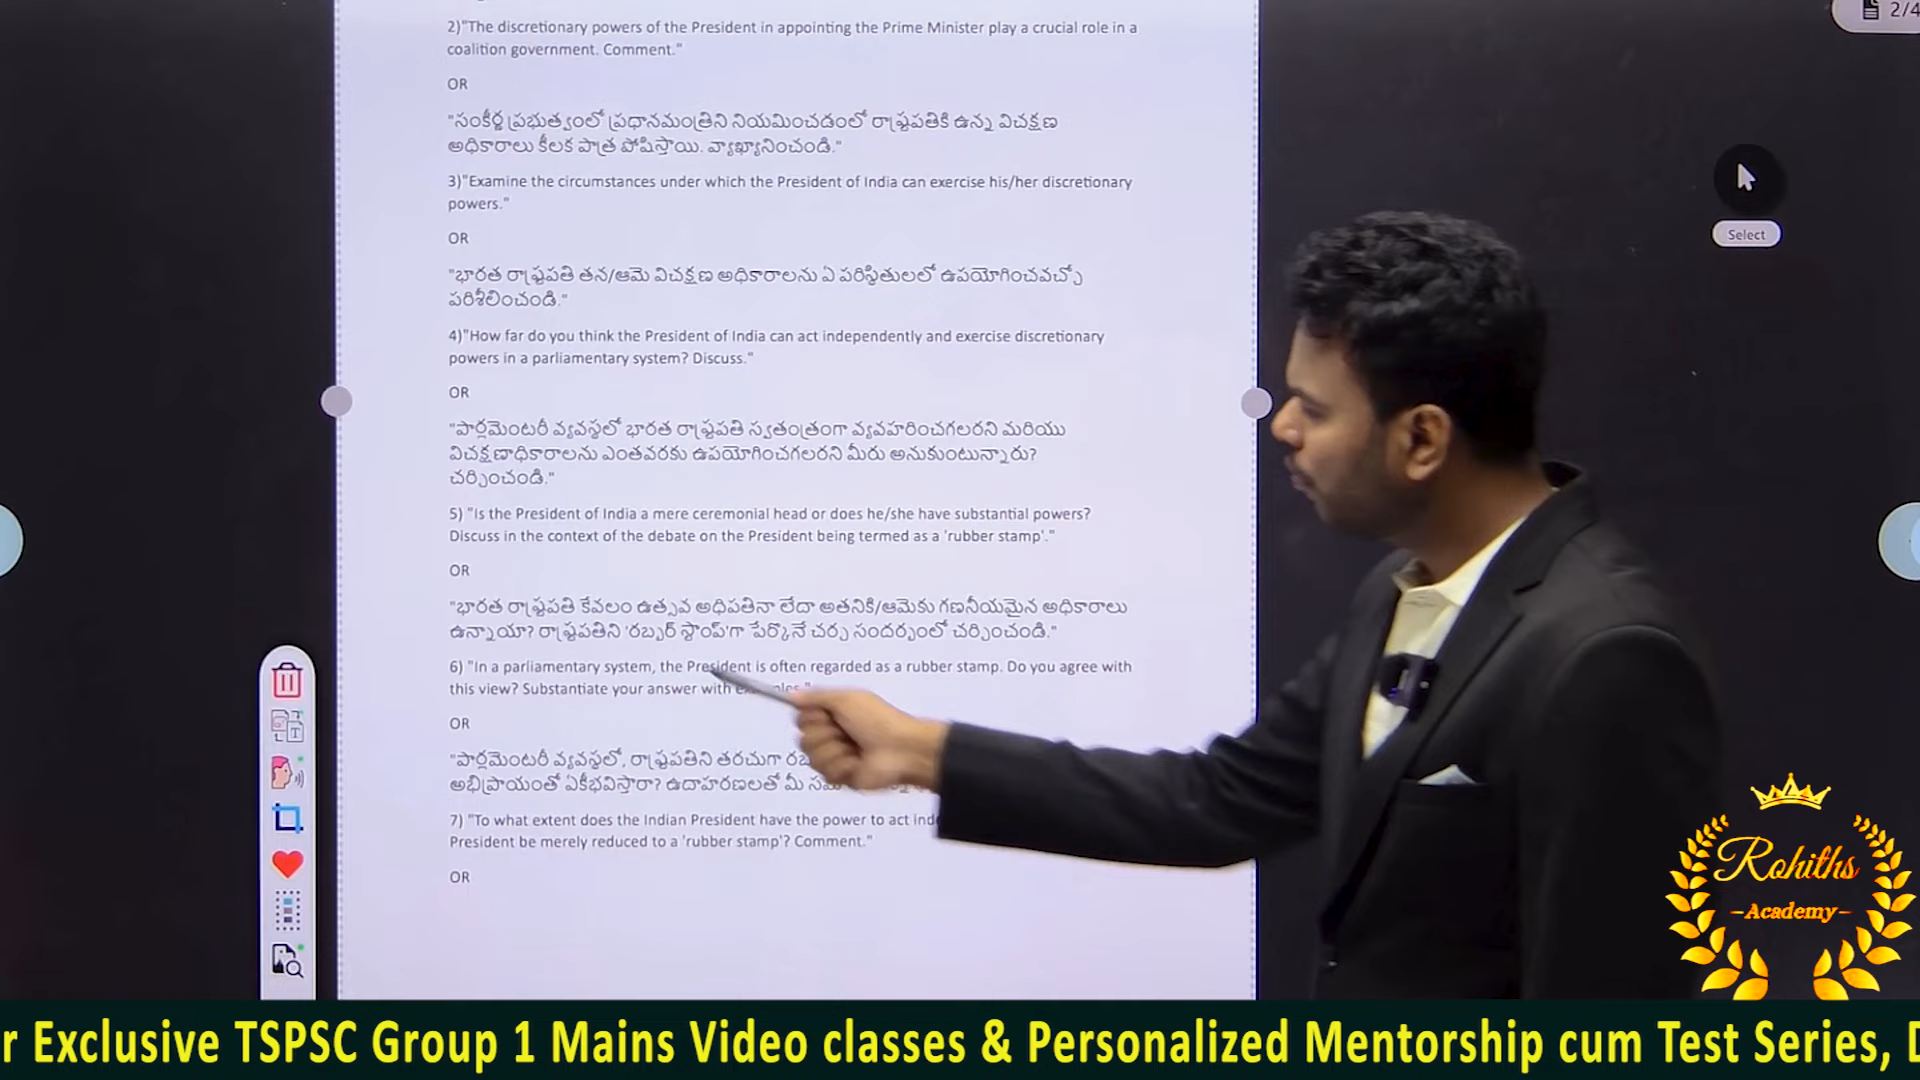 2/4
2)"The discretionary powers of the President in appointing the Prime Minister play a crucial role in a
coalition government. Comment."
OR
"సంకీర్ణ ప్రభుత్వంలో ప్రధానమంత్రిని నియమించడంలో రాష్ట్రపతికి ఉన్న విచక్షణ
అధికారాలు కీలక పాత్ర పోషిస్తాయి. వ్యాఖ్యానించండి."
3)"Examine the circumstances under which the President of India can exercise his/her discretionary
powers."
OR
"భారత రాష్ట్రపతి తన/ఆమె విచక్షణ అధికారాలను ఏ పరిస్థితులలో ఉపయోగించవచ్చో
పరిశీలించండి."
4)"How far do you think the President of India can act independently and exercise discretionary
powers in a parliamentary system? Discuss."
OR
"పార్లమెంటరీ వ్యవస్థలో భారత రాష్ట్రపతి స్వతంత్రంగా వ్యవహరించగలరని మరియు
విచక్షణాధికారాలను ఎంతవరకు ఉపయోగించగలరని మీరు అనుకుంటున్నారు?
చర్చించండి."
5) "Is the President of India a mere ceremonial head or does he/she have substantial powers?
Discuss in the context of the debate on the President being termed as a 'rubber stamp'."
OR
"భారత రాష్ట్రపతి కేవలం ఉత్సవ అధిపతినా లేదా అతనికి/ఆమెకు గణనీయమైన అధికారాలు
ఉన్నాయా? రాష్ట్రపతిని 'రబ్బర్ స్టాంప్'గా పేర్కొనే చర్చ సందర్భంలో చర్చించండి."
6) "In a parliamentary system, the President is often regarded as a rubber stamp. Do you agree with
this view? Substantiate your answer with
OR
"పార్లమెంటరీ వ్యవస్థలో, రాష్ట్రపతిని తరచుగా
అభిప్రాయంతో ఏకీభవిస్తారా? ఉదాహరణలతో మీ
7) "To what extent does the Indian President have the power to act
President be merely reduced to a 'rubber stamp'? Comment."
OR
Select
Rohiths
Academy
r Exclusive TSPSC Group 1 Mains Video classes & Personalized Mentorship cum Test Series, D